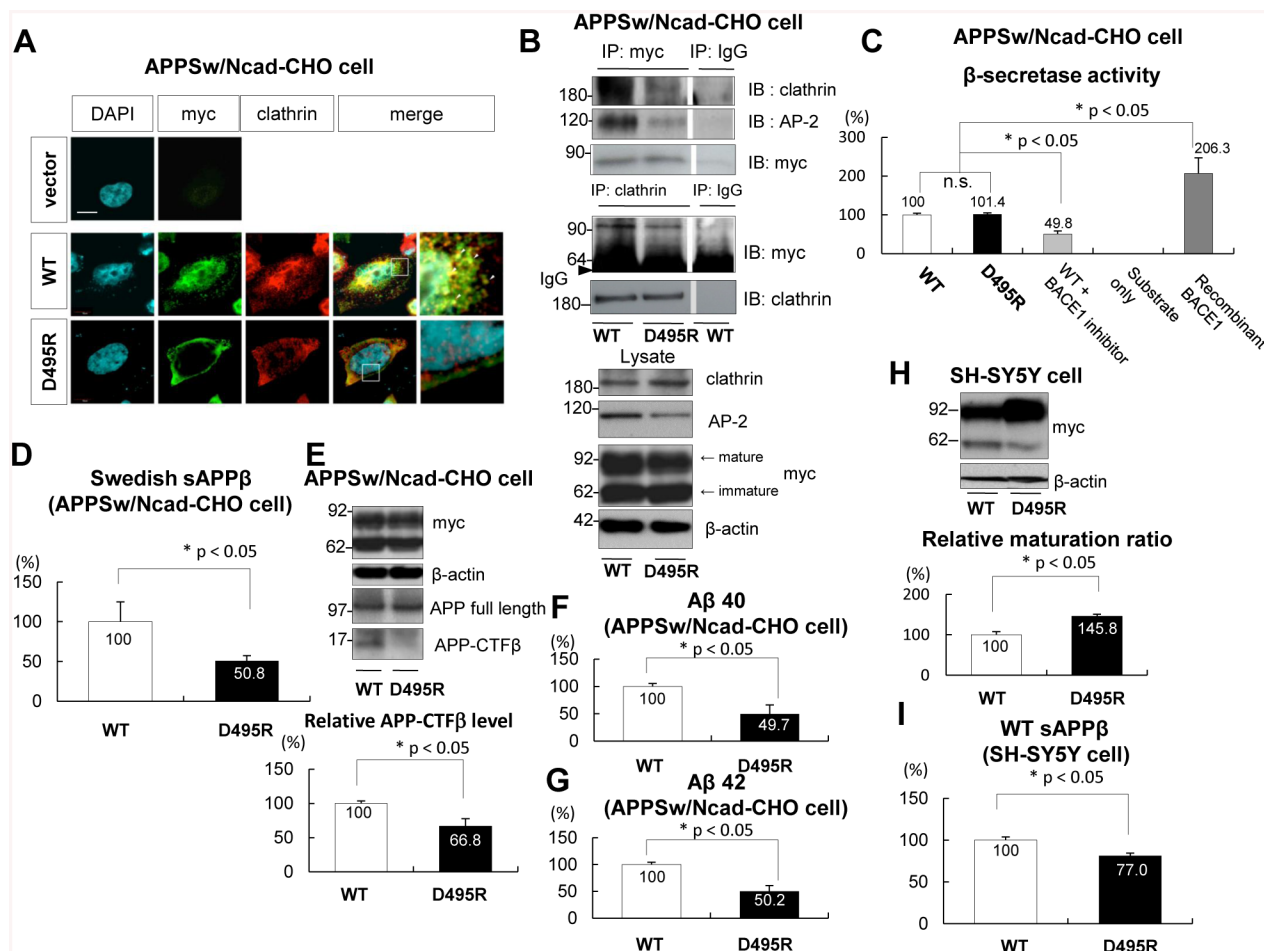 A
APPSw/Ncad-CHO cell
DAPI myc clathrin merge
vector
WT
D495R
B
APPSw/Ncad-CHO cell
IP: myc IP: IgG
180 IB : clathrin
120 IB : AP-2
90 IB: myc
IP: clathrin IP: IgG
90
64 IB: myc
IgG
180 IB: clathrin
WT D495R WT
Lysate
180 clathrin
120 AP-2
92 ← mature
myc
62 ← immature
42 β-actin
WT D495R
C
APPSw/Ncad-CHO cell
β-secretase activity
* p < 0.05
(%) * p < 0.05
300
200
100
0
n.s.
100 101.4 49.8 206.3
WT
D495R
WT +
BACE1 inhibitor
Substrate
only
Recombinant
BACE1
D
Swedish sAPPβ
(APPSw/Ncad-CHO cell)
(%) * p < 0.05
150
100
50
0
100 50.8
WT D495R
E
APPSw/Ncad-CHO cell
92
myc
62
β-actin
97 APP full length
17 APP-CTFβ
WT D495R
Relative APP-CTFβ level
(%) * p < 0.05
150
100
50
0
100 66.8
WT D495R
F
Aβ 40
(APPSw/Ncad-CHO cell)
(%) * p < 0.05
150
100
50
0
100 49.7
WT D495R
G
Aβ 42
(APPSw/Ncad-CHO cell)
(%) * p < 0.05
150
100
50
0
100 50.2
WT D495R
H
SH-SY5Y cell
92 myc
62
β-actin
WT D495R
Relative maturation ratio
(%) * p < 0.05
200
100
0
100 145.8
WT D495R
I
WT sAPPβ
(SH-SY5Y cell)
(%) * p < 0.05
150
100
50
0
100 77.0
WT D495R